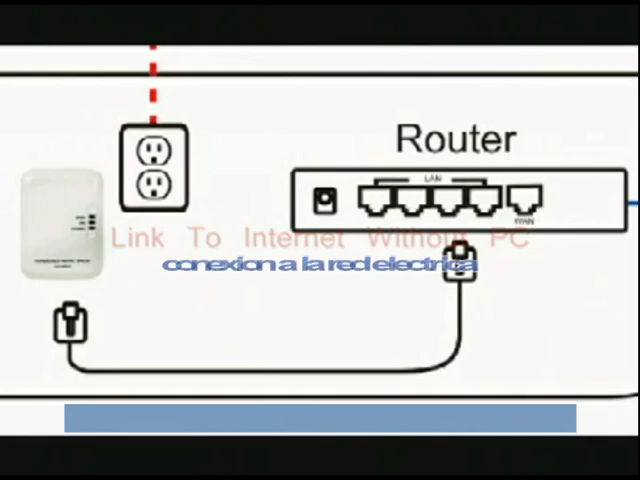 Router
LAN
WAN
Link To Internet Without PC
conexion a la red electrica